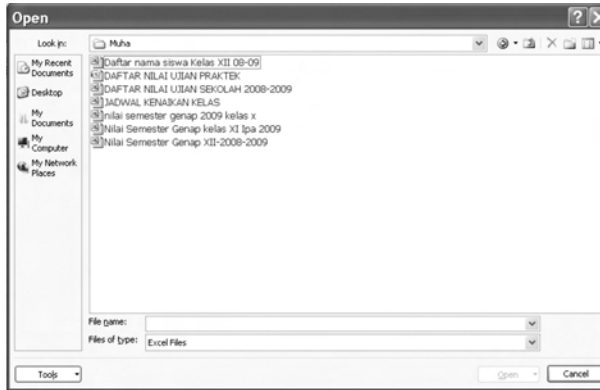 Open
Look in: Muha
My Recent
Documents
Desktop
My
Documents
My
Computer
My Network
Places
Daftar nama siswa Kelas XII 08-09
DAFTAR NILAI UJIAN PRAKTEK
DAFTAR NILAI UJIAN SEKOLAH 2008-2009
JADWAL KENAIKAN KELAS
nilai semester genap 2009 kelas x
Nilai Semester Genap kelas XI Ipa 2009
Nilai Semester Genap XII-2008-2009
File name:
Files of type: Excel Files
Tools Open Cancel